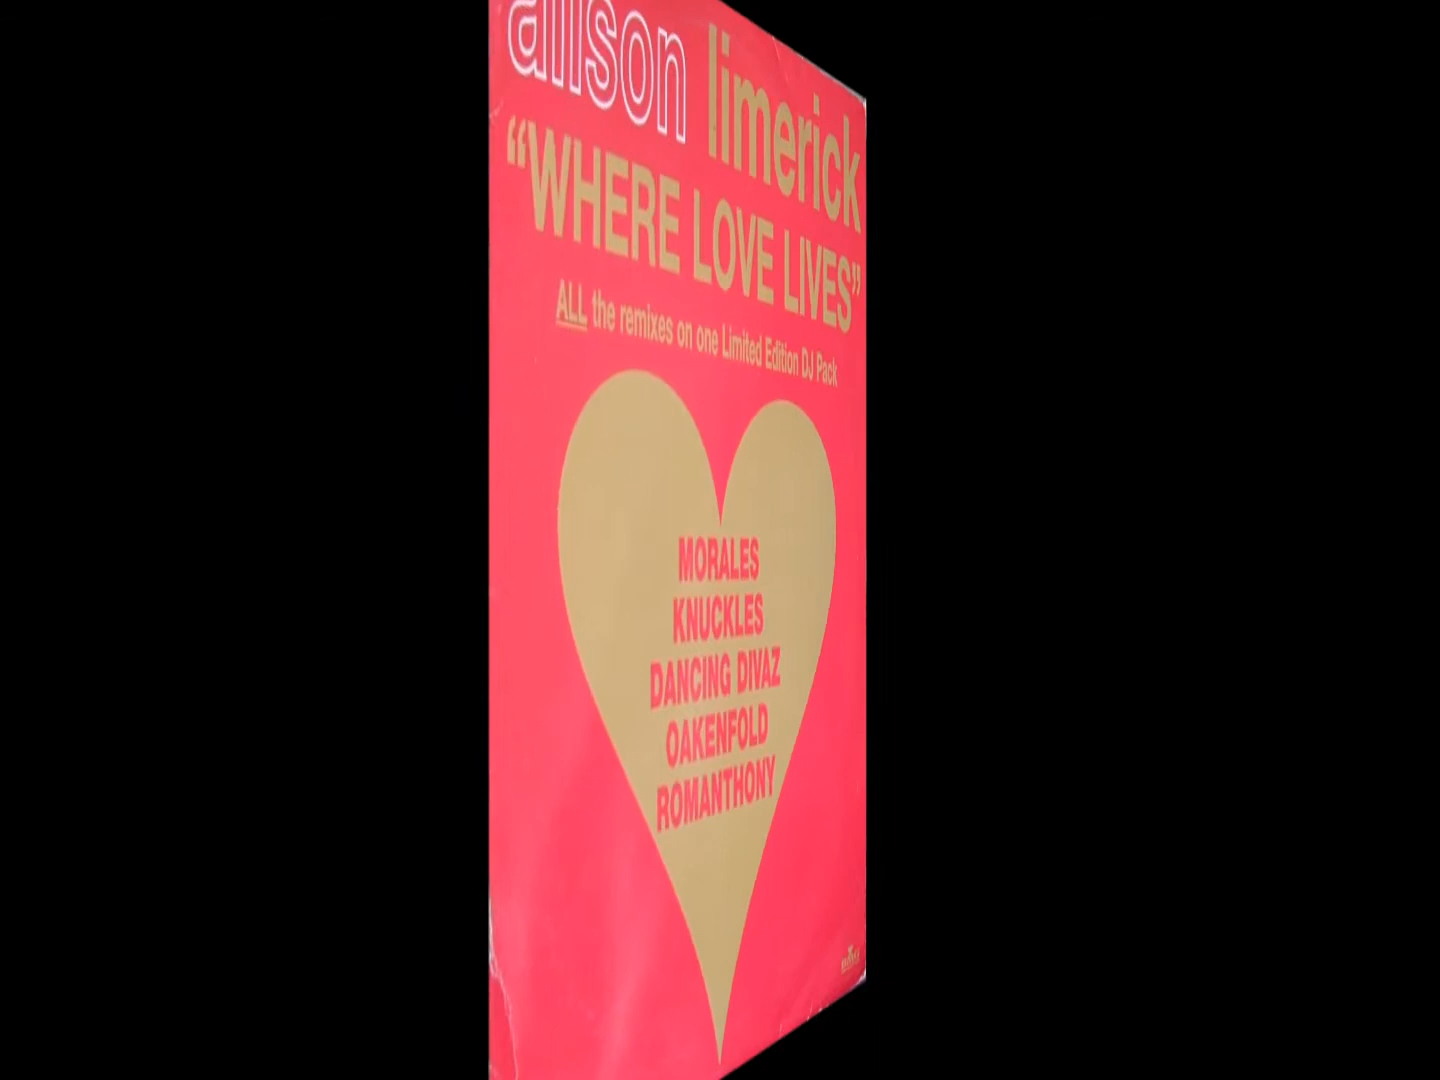 alison limerick
"WHERE LOVE LIVES"
ALL the remixes on one Limited Edition DJ Pack
MORALES
KNUCKLES
DANCING DIVAZ
OAKENFOLD
ROMANTHONY